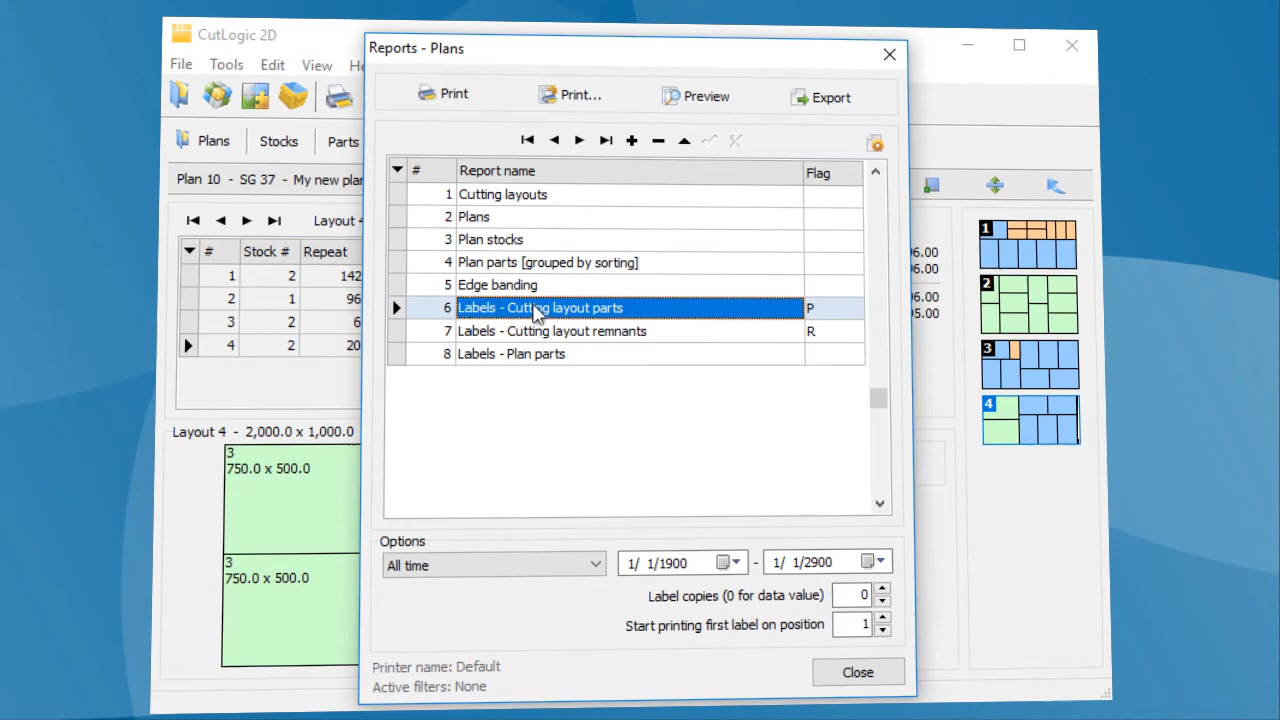 CutLogic 2D
File Tools Edit View
Plans Stocks Parts
Plan 10 - SG 37 - My new plan
Layout 4
# Stock # Repeat
1 2 142
2 1 96
3 2 6
4 2 20
Layout 4 - 2,000.0 x 1,000.0
3
750.0 x 500.0
3
750.0 x 500.0
Reports - Plans
Print Print... Preview Export
# Report name Flag
1 Cutting layouts
2 Plans
3 Plan stocks
4 Plan parts [grouped by sorting]
5 Edge banding
6 Labels - Cutting layout parts P
7 Labels - Cutting layout remnants R
8 Labels - Plan parts
Options
All time 1/ 1/1900 - 1/ 1/2900
Label copies (0 for data value) 0
Start printing first label on position 1
Printer name: Default
Active filters: None
Close
1
2
3
4